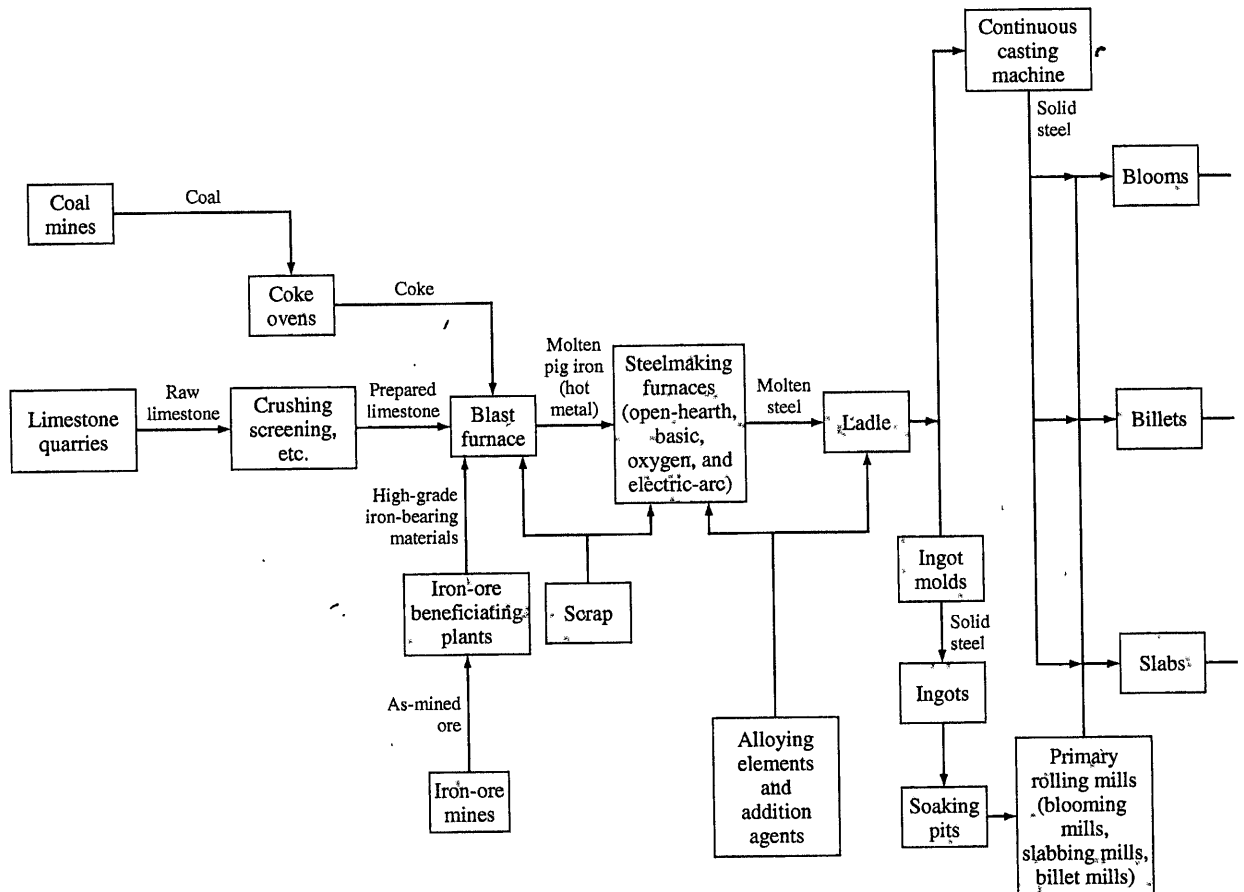 Continuous
casting
machine
Solid
steel
Blooms
Coal
mines
Coal
Coke
ovens
Coke
Molten
pig iron
(hot
metal)
Steelmaking
furnaces
(open-hearth,
basic,
oxygen, and
electric-arc)
Molten
steel
Ladle
Billets
Limestone
quarries
Raw
limestone
Crushing
screening,
etc.
Prepared
limestone
Blast
furnace
High-grade
iron-bearing
materials
Iron-ore
beneficiating
plants
Scrap
Ingot
molds
Solid
steel
Slabs
Ingots
As-mined
ore
Iron-ore
mines
Alloying
elements
and
addition
agents
Soaking
pits
Primary
rolling mills
(blooming
mills,
slabbing mills,
billet mills)